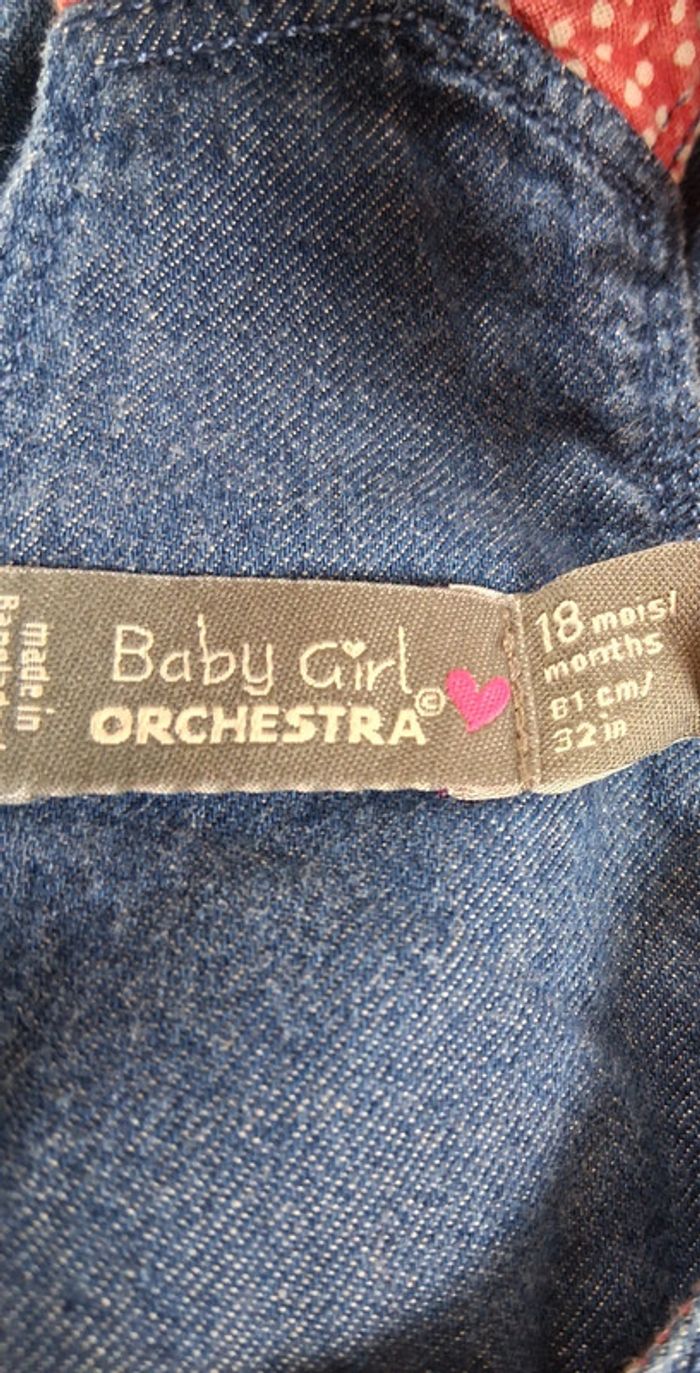 made in
Baby Girl
ORCHESTRA©
18 mois/
months
81 cm/
32 in